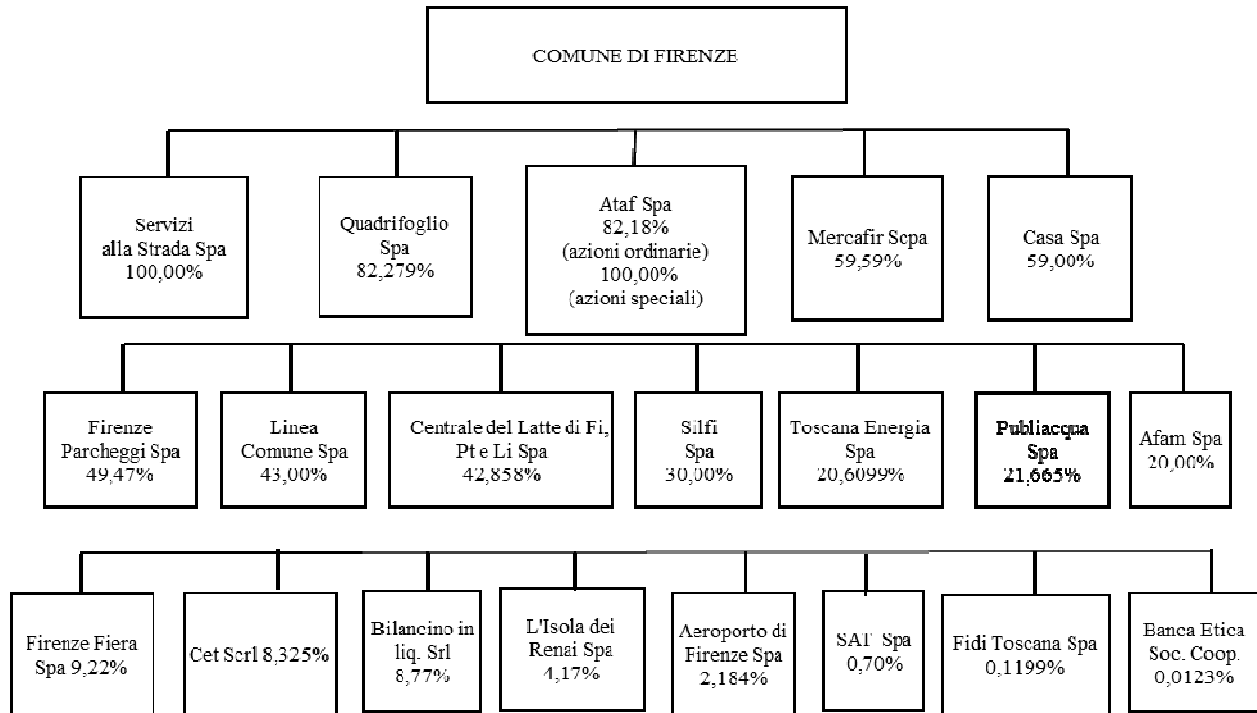 COMUNE DI FIRENZE
Servizi
alla Strada Spa
100,00%
Quadrifoglio
Spa
82,279%
Ataf Spa
82,18%
(azioni ordinarie)
100,00%
(azioni speciali)
Mercafir Scpa
59,59%
Casa Spa
59,00%
Firenze
Parcheggi Spa
49,47%
Linea
Comune Spa
43,00%
Centrale del Latte di Fi,
Pt e Li Spa
42,858%
Silfi
Spa
30,00%
Toscana Energia
Spa
20,6099%
Publiacqua
Spa
21,665%
Afam Spa
20,00%
Firenze Fiera
Spa 9,22%
Cet Scrl 8,325%
Bilancino in
liq. Srl
8,77%
L'Isola dei
Renai Spa
4,17%
Aeroporto di
Firenze Spa
2,184%
SAT Spa
0,70%
Fidi Toscana Spa
0,1199%
Banca Etica
Soc. Coop.
0,0123%